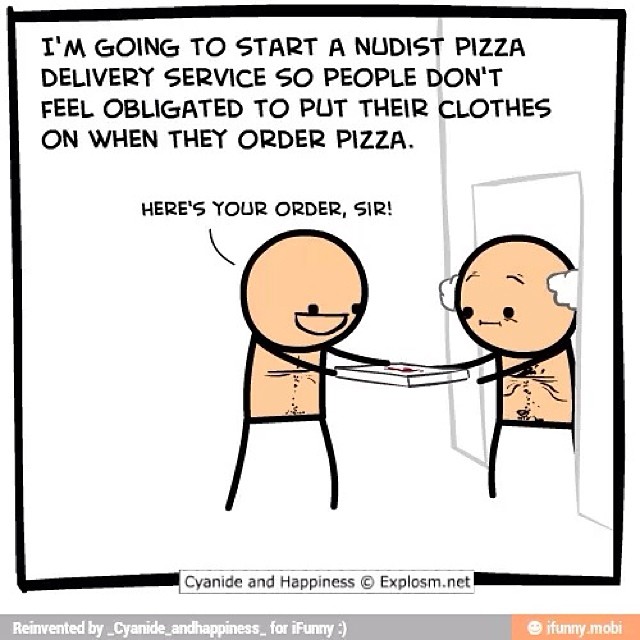 I'M GOING TO START A NUDIST PIZZA
DELIVERY SERVICE SO PEOPLE DON'T
FEEL OBLIGATED TO PUT THEIR CLOTHES
ON WHEN THEY ORDER PIZZA.
HERE'S YOUR ORDER, SIR!
Cyanide and Happiness © Explosm.net
Reinvented by _Cyanide_andhappiness_ for iFunny :)
ifunny.mobi